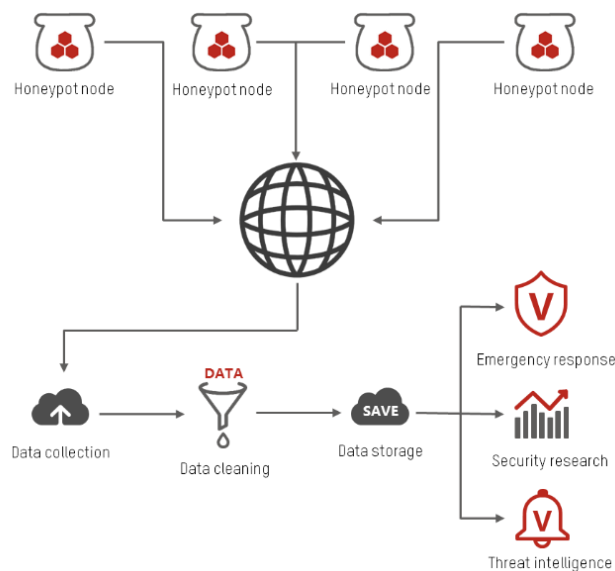 Honeypot node
Honeypot node
Honeypot node
Honeypot node
V
Emergency response
DATA
SAVE
Data collection
Data cleaning
Data storage
Security research
V
Threat intelligence